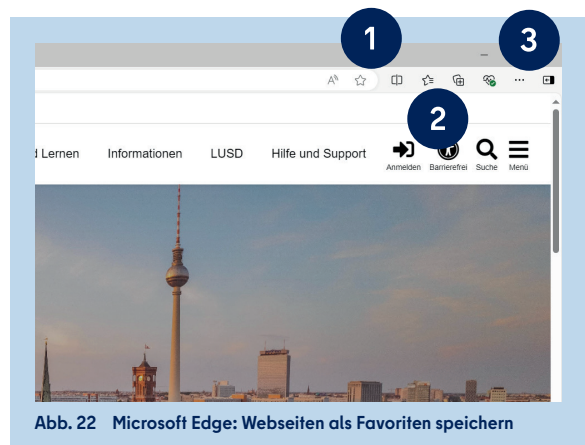 1
3
A
2
d Lernen Informationen LUSD Hilfe und Support
Anmelden Barrierefrei Suche Menü
Abb. 22 Microsoft Edge: Webseiten als Favoriten speichern